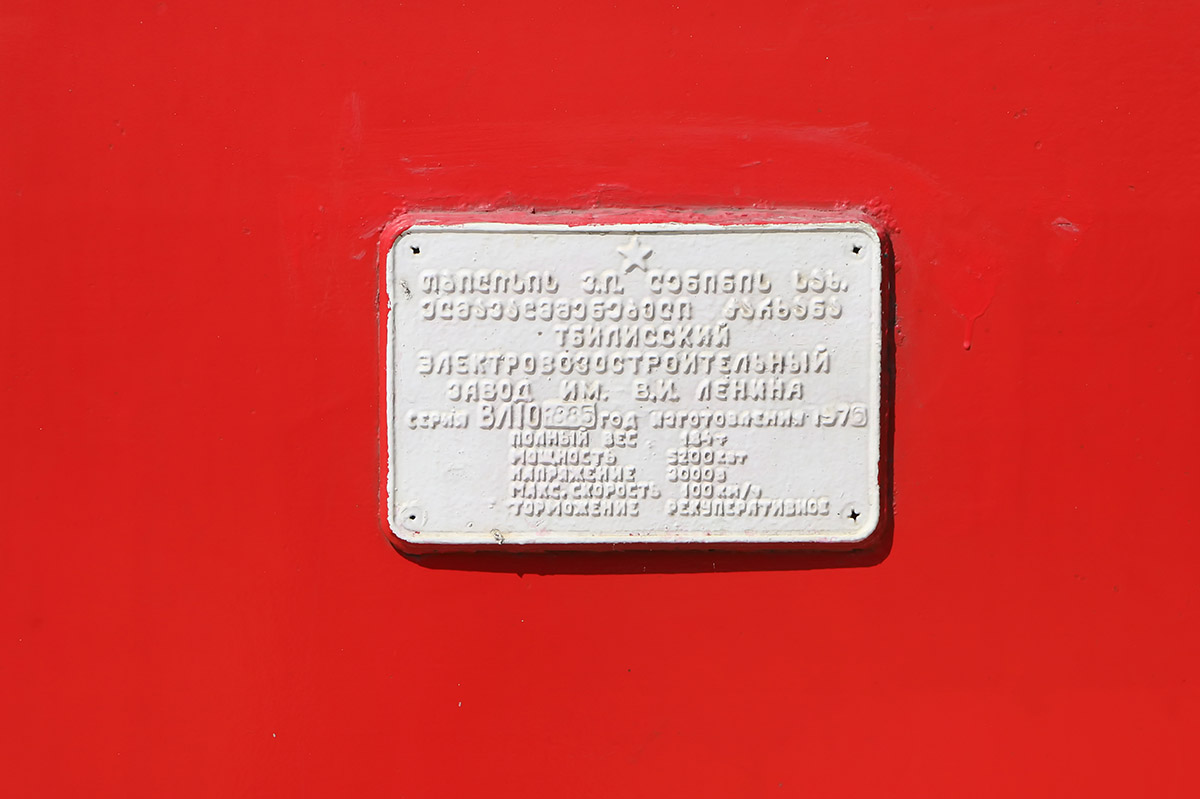 თბილისის ვ.ი. ლენინის სახ.
ელმავალმშენებელი ქარხანა
ТБИЛИССКИЙ
ЭЛЕКТРОВОЗОСТРОИТЕЛЬНЫЙ
ЗАВОД ИМ. В.И. ЛЕНИНА
СЕРИЯ ВЛ10 ГОД ИЗГОТОВЛЕНИЯ 1976
ПОЛНЫЙ ВЕС 184т
МОЩНОСТЬ 5200 квт
НАПРЯЖЕНИЕ 3000 в
МАКС. СКОРОСТЬ 100 км/ч
ТОРМОЖЕНИЕ РЕКУПЕРАТИВНОЕ